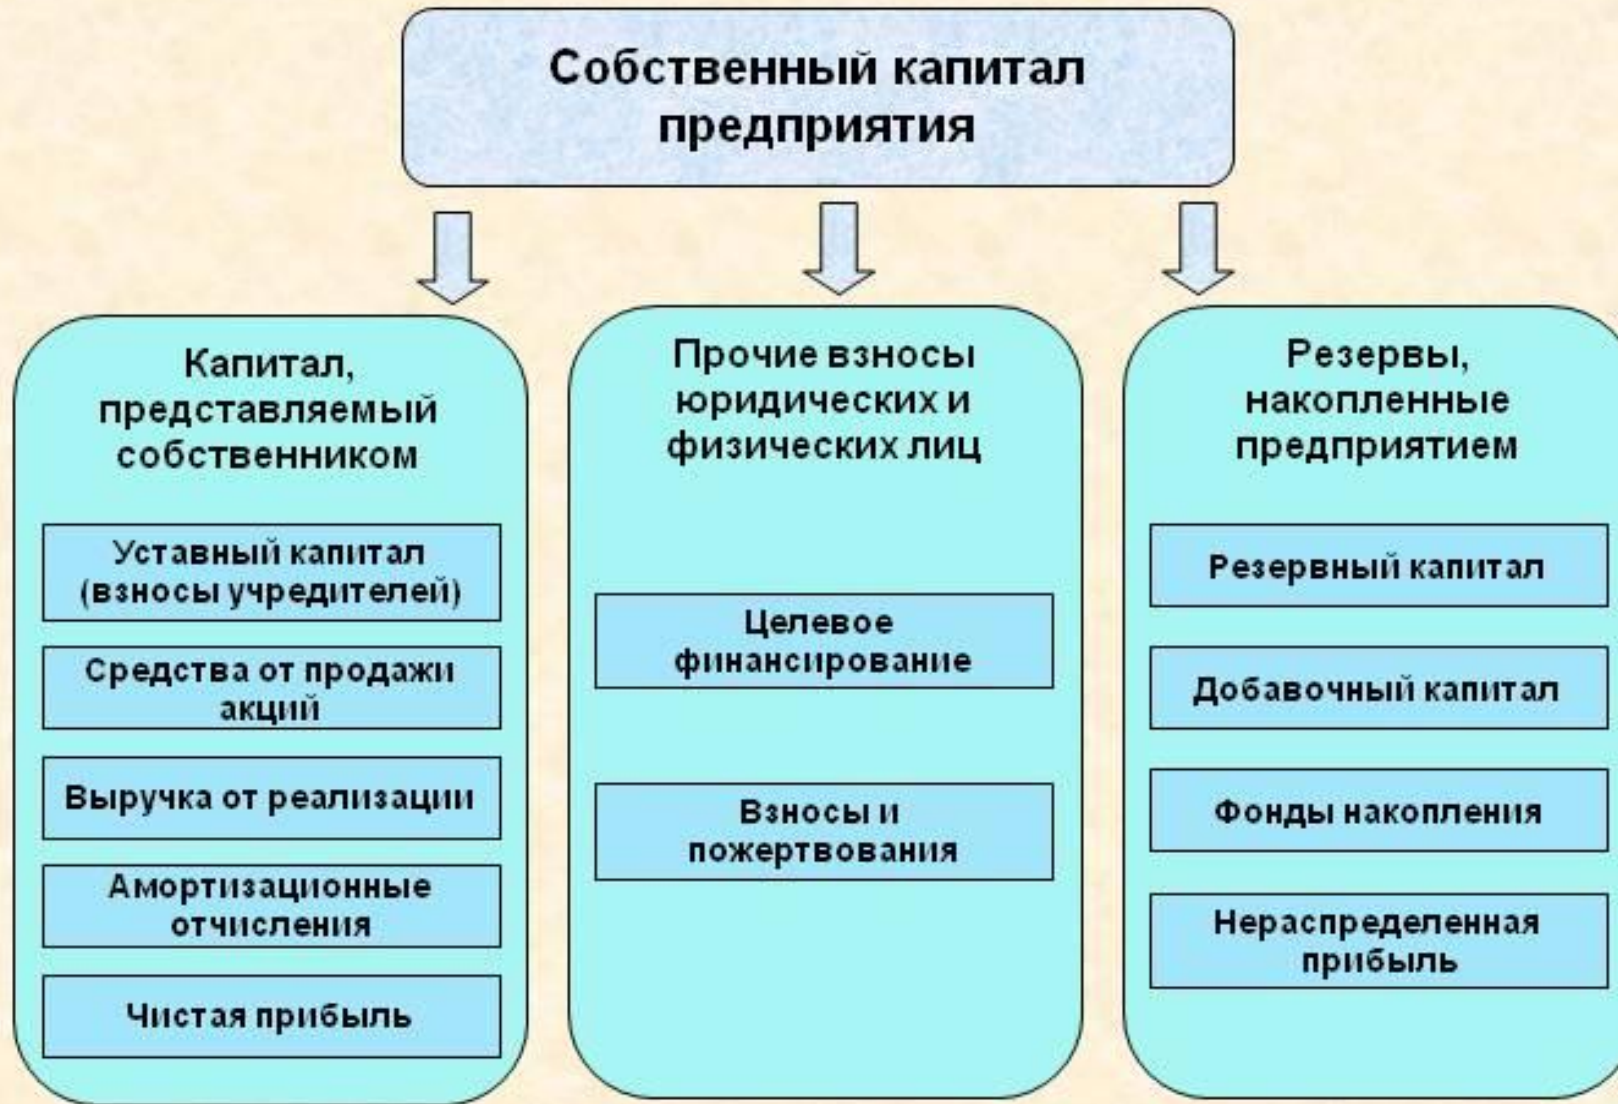 Собственный капитал
предприятия
Капитал,
представляемый
собственником
Уставный капитал
(взносы учредителей)
Средства от продажи
акций
Выручка от реализации
Амортизационные
отчисления
Чистая прибыль
Прочие взносы
юридических и
физических лиц
Целевое
финансирование
Взносы и
пожертвования
Резервы,
накопленные
предприятием
Резервный капитал
Добавочный капитал
Фонды накопления
Нераспределенная
прибыль